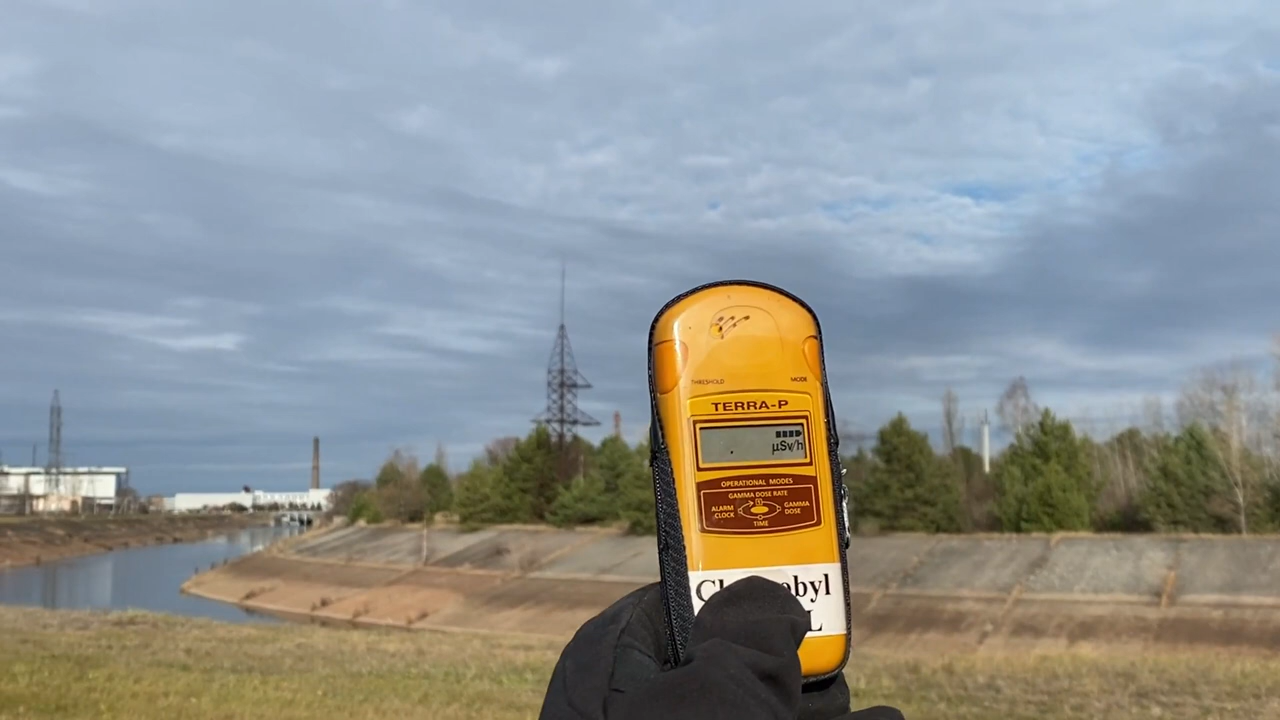 THRESHOLD MODE
TERRA-P
µSv/h
OPERATIONAL MODES
GAMMA DOSE RATE
ALARM CLOCK
GAMMA DOSE
TIME